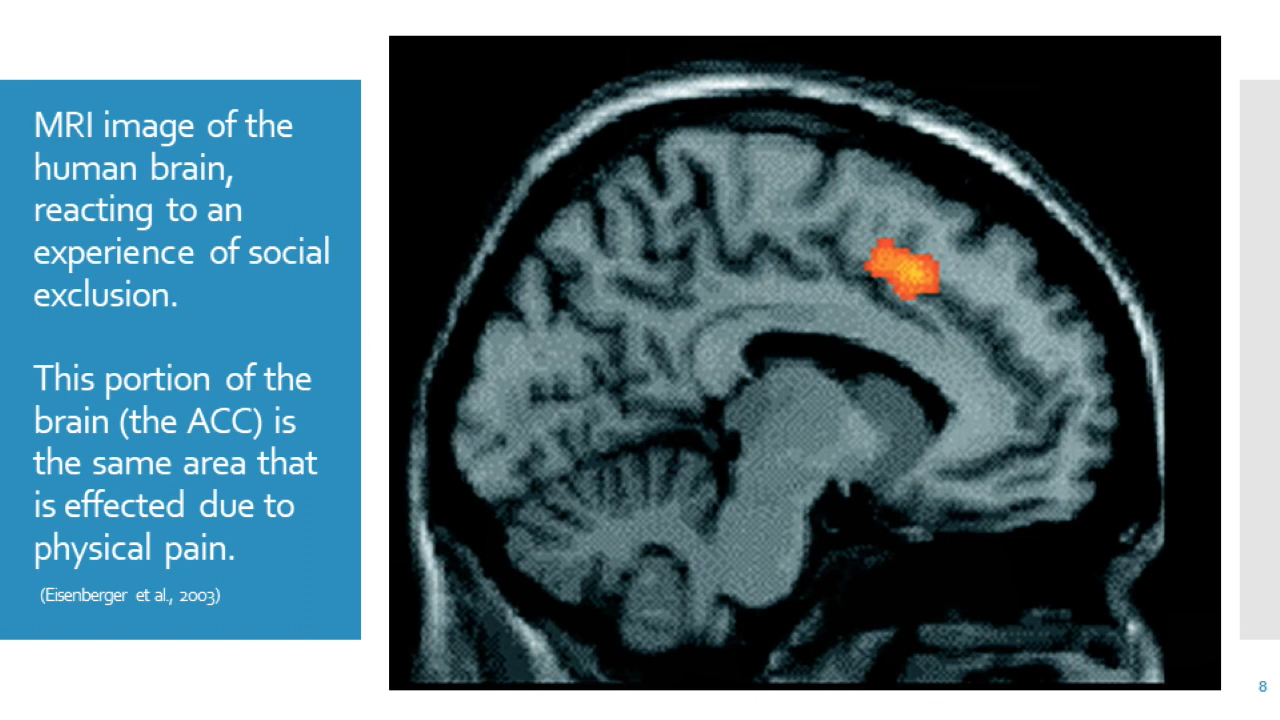 MRI image of the
human brain,
reacting to an
experience of social
exclusion.
This portion of the
brain (the ACC) is
the same area that
is effected due to
physical pain.
(Eisenberger et al., 2003)
8